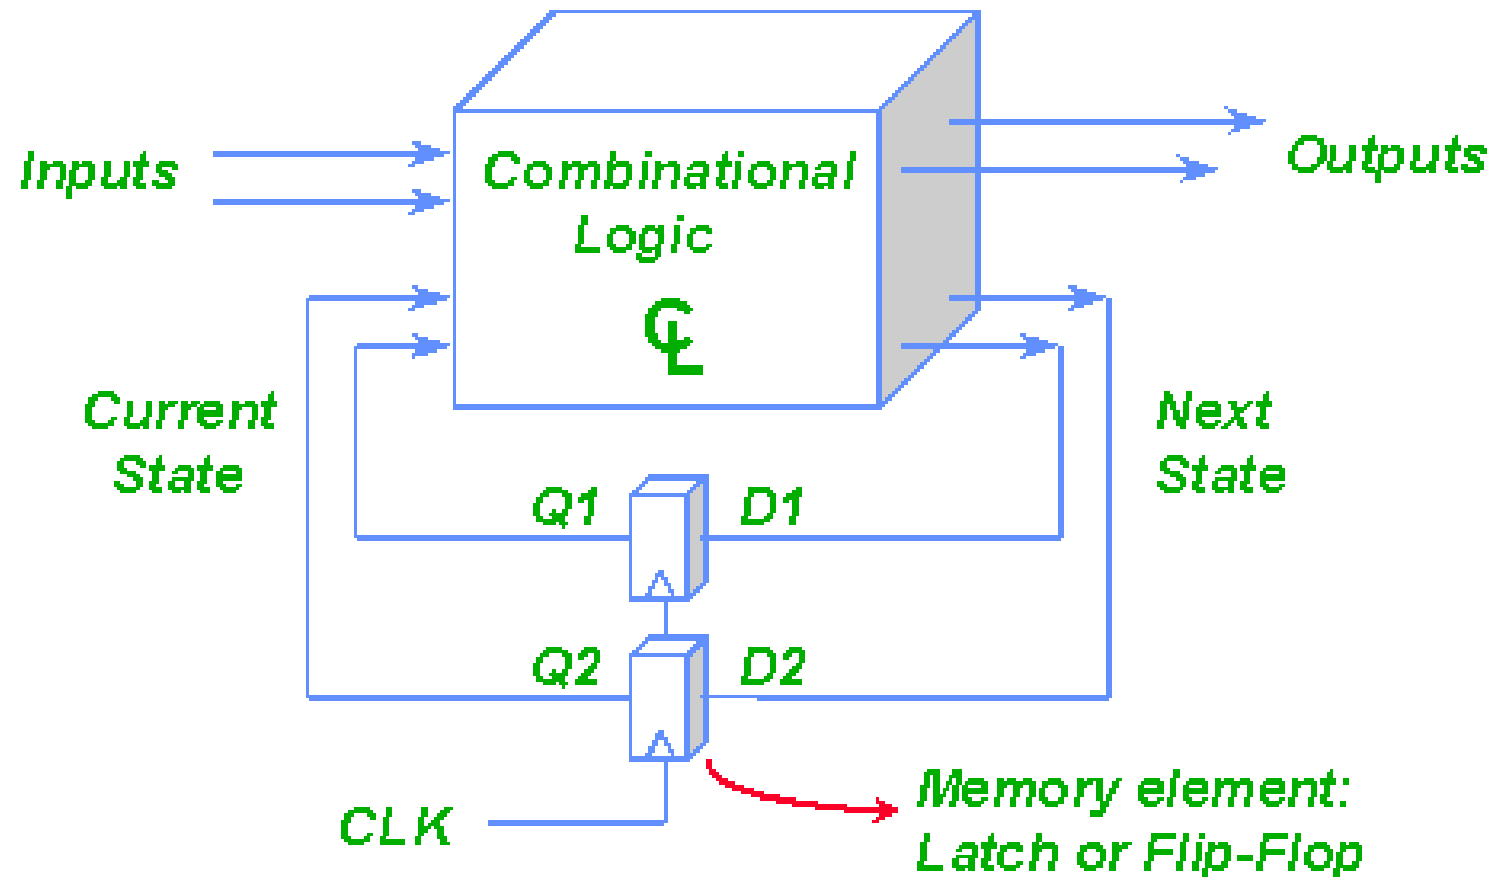 Inputs
Combinational
Logic
CL
Outputs
Current
State
Next
State
Q1
D1
Q2
D2
CLK
Memory element:
Latch or Flip-Flop